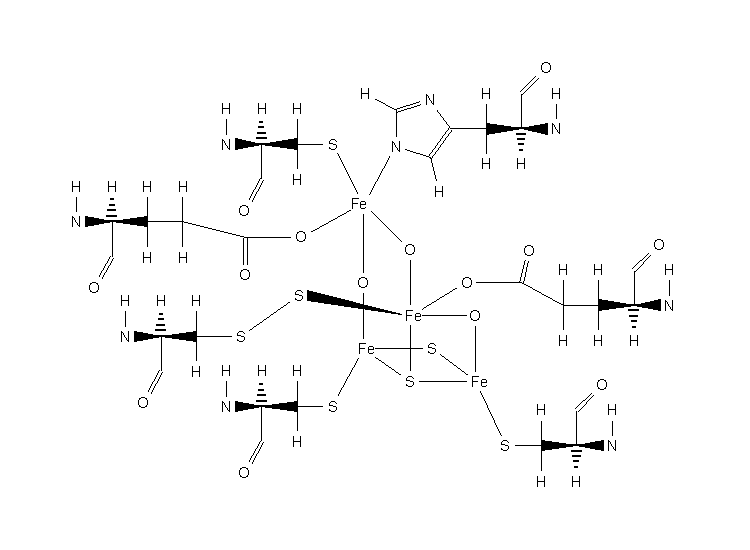 O
H N H H
H H H
N S N N
H H
N H
O H
Fe
H H H H
N O O O O
H H H H
O O H H N
O
S O
H H H Fe O
N S Fe S N
H H H H
H H H S Fe
O O
N S H H
H S N
O H H